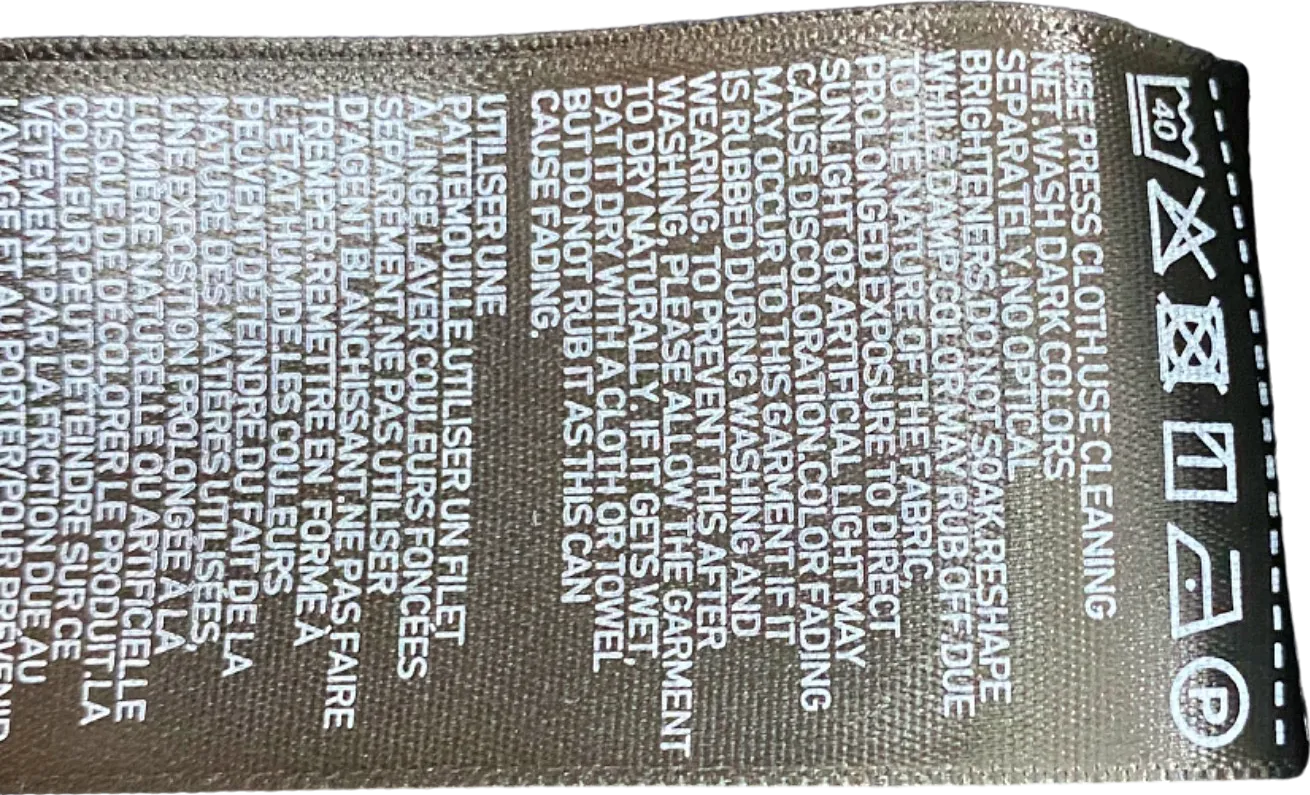 40
P
USE PRESS CLOTH.USE CLEANING
NET.WASH DARK COLORS
SEPARATELY.NO OPTICAL
BRIGHTENERS.DO NOT SOAK.RESHAPE
WHILE DAMP.COLOR MAY RUB OFF.DUE
TO THE NATURE OF THE FABRIC,
PROLONGED EXPOSURE TO DIRECT
SUNLIGHT OR ARTIFICIAL LIGHT MAY
CAUSE DISCOLORATION.COLOR FADING
MAY OCCUR TO THIS GARMENT IF IT
IS RUBBED DURING WASHING AND
WEARING. TO PREVENT THIS AFTER
WASHING, PLEASE ALLOW THE GARMENT
TO DRY NATURALLY. IF IT GETS WET,
PAT IT DRY WITH A CLOTH OR TOWEL
BUT DO NOT RUB IT AS THIS CAN
CAUSE FADING.
UTILISER UNE
PATTEMOUILLE.UTILISER UN FILET
À LINGE.LAVER COULEURS FONCÉES
SÉPARÉMENT.NE PAS UTILISER
D'AGENT BLANCHISSANT.NE PAS FAIRE
TREMPER.REMETTRE EN FORME À
L'ÉTAT HUMIDE.LES COULEURS
PEUVENT DÉTEINDRE.DU FAIT DE LA
NATURE DES MATIÈRES UTILISÉES,
UNE EXPOSITION PROLONGÉE À LA
LUMIÈRE NATURELLE OU ARTIFICIELLE
RISQUE DE DÉCOLORER LE PRODUIT.LA
COULEUR PEUT DÉTEINDRE SUR CE
VÊTEMENT PAR LA FRICTION DUE AU
LAVAGE ET AU PORTER/POUR PRÉVENIR